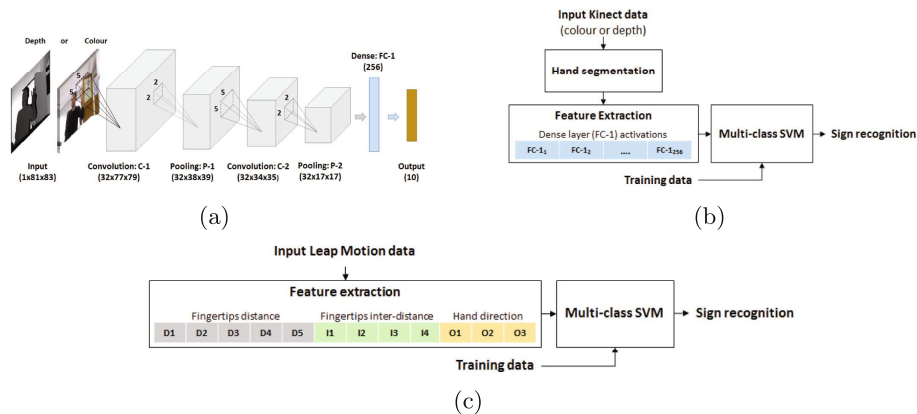 Depth or Colour
5
5
2
2
5
5
2
2
Dense: FC-1
(256)
Input
(1x81x83)
Convolution: C-1
(32x77x79)
Pooling: P-1
(32x38x39)
Convolution: C-2
(32x34x35)
Pooling: P-2
(32x17x17)
Output
(10)
(a)
Input Kinect data
(colour or depth)
Hand segmentation
Feature Extraction
Dense layer (FC-1) activations
FC-1₁ FC-1₂ .... FC-1₂₅₆
Multi-class SVM
Sign recognition
Training data
(b)
Input Leap Motion data
Feature extraction
Fingertips distance Fingertips inter-distance Hand direction
D1 D2 D3 D4 D5 I1 I2 I3 I4 O1 O2 O3
Multi-class SVM
Sign recognition
Training data
(c)